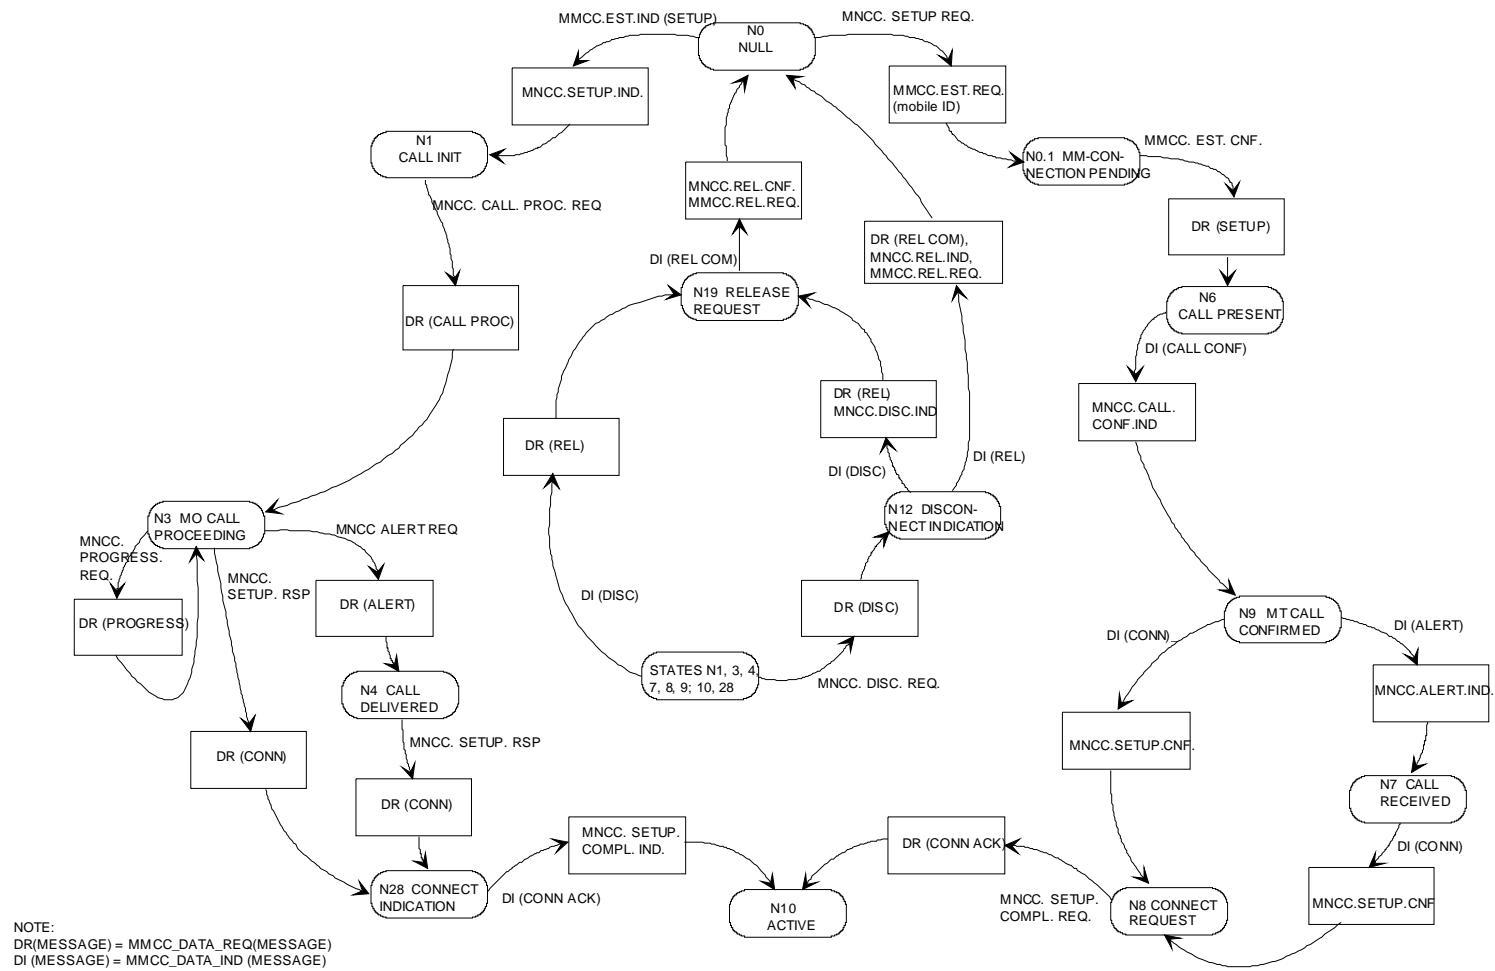 MMCC.EST.IND (SETUP)
N0
NULL
MNCC. SETUP REQ.
MNCC.SETUP.IND.
MMCC.EST.REQ.
(mobile ID)
N1
CALL INIT
N0.1 MM-CON-
NECTION PENDING
MMCC. EST. CNF.
MNCC. CALL. PROC. REQ
MNCC.REL.CNF.
MMCC.REL.REQ.
DR (SETUP)
DR (REL COM),
MNCC.REL.IND,
MMCC.REL.REQ.
DI (REL COM)
N19 RELEASE
REQUEST
N6
CALL PRESENT
DR (CALL PROC)
DI (CALL CONF)
DR (REL)
MNCC.DISC.IND
MNCC.CALL.
CONF.IND
DR (REL)
DI (DISC)
DI (REL)
N3 MO CALL
PROCEEDING
N12 DISCON-
NECT INDICATION
MNCC.
PROGRESS.
REQ.
MNCC ALERT REQ
MNCC.
SETUP. RSP
DR (PROGRESS)
DR (ALERT)
DI (DISC)
DR (DISC)
N9 MT CALL
CONFIRMED
DI (CONN)
DI (ALERT)
STATES N1, 3, 4,
7, 8, 9; 10, 28
MNCC. DISC. REQ.
MNCC.ALERT.IND.
N4 CALL
DELIVERED
DR (CONN)
MNCC. SETUP. RSP
MNCC.SETUP.CNF.
N7 CALL
RECEIVED
DR (CONN)
MNCC. SETUP.
COMPL. IND.
DR (CONN ACK)
DI (CONN)
N28 CONNECT
INDICATION
DI (CONN ACK)
N10
ACTIVE
MNCC. SETUP.
COMPL. REQ.
N8 CONNECT
REQUEST
MNCC.SETUP.CNF
NOTE:
DR(MESSAGE) = MMCC_DATA_REQ(MESSAGE)
DI (MESSAGE) = MMCC_DATA_IND (MESSAGE)